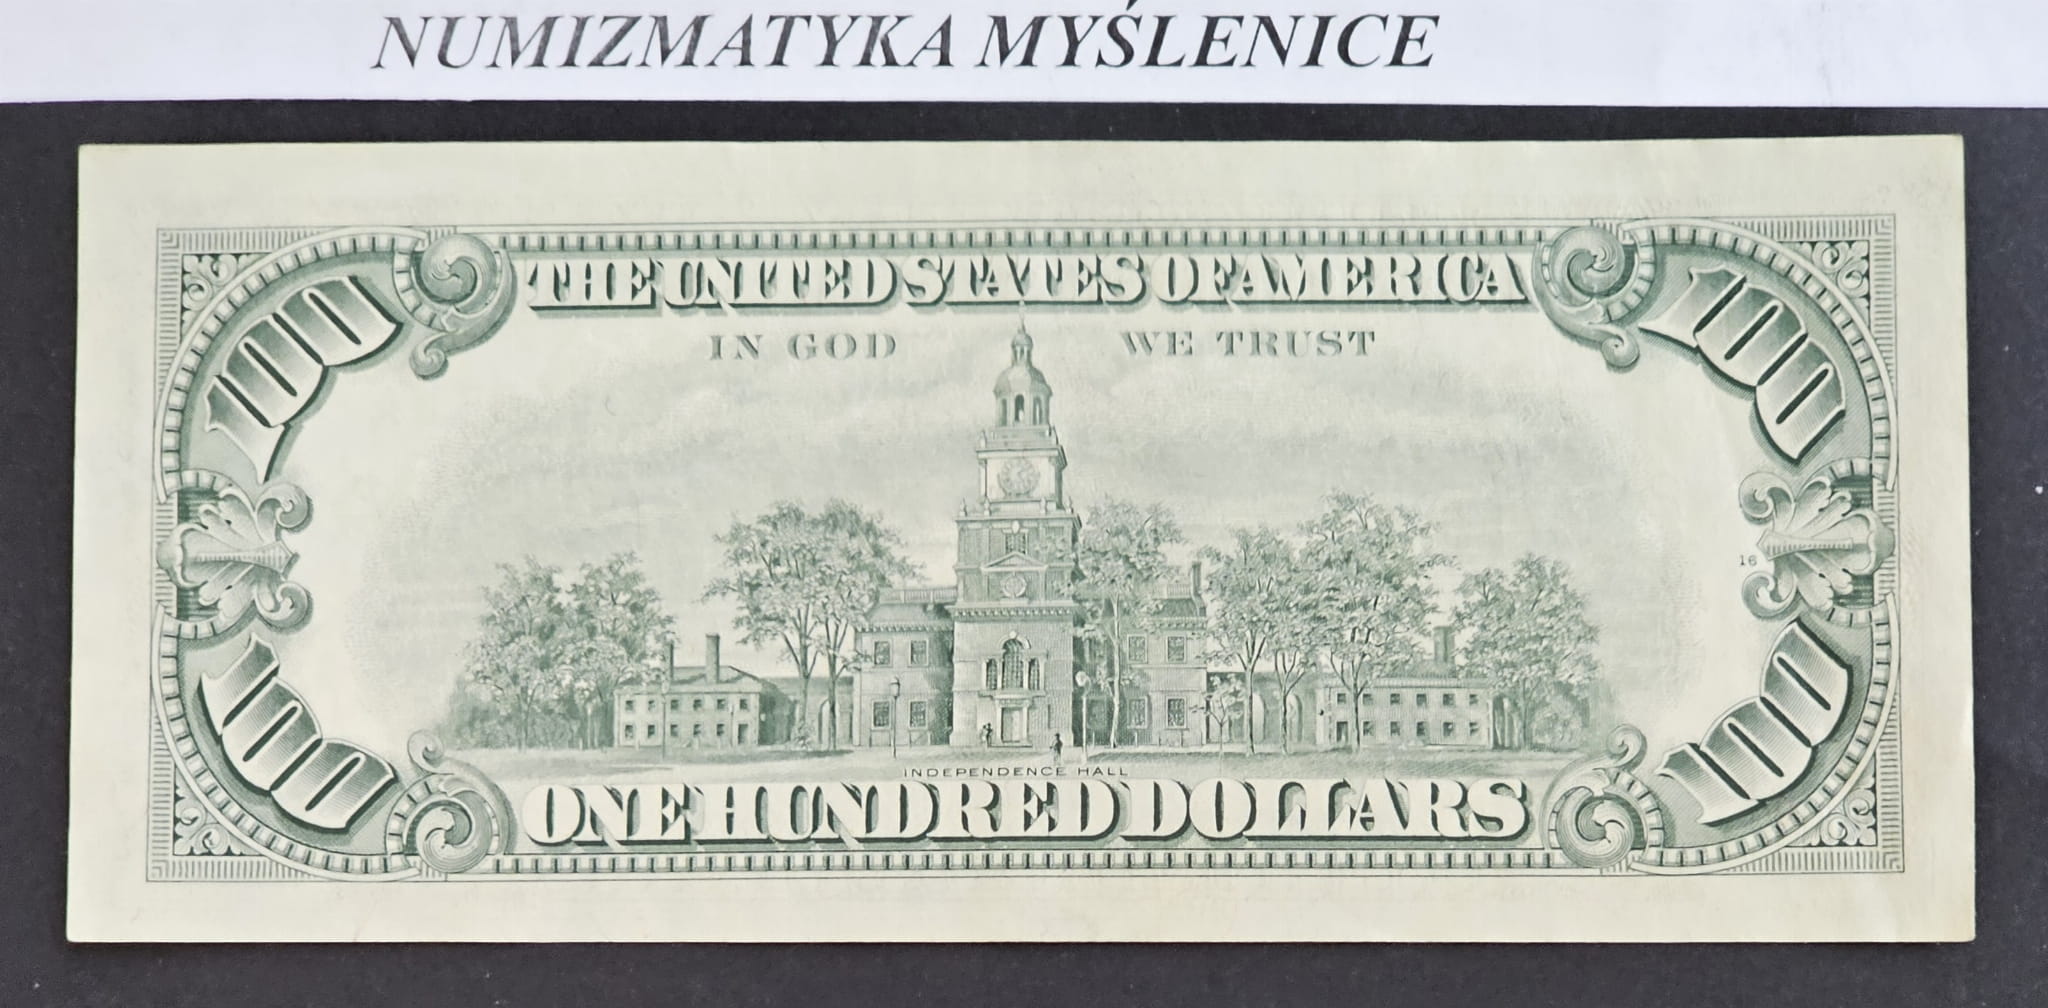 NUMIZMATYKA MYŚLENICE
100
THE UNITED STATES OF AMERICA
100
IN GOD WE TRUST
16
INDEPENDENCE HALL
100
ONE HUNDRED DOLLARS
100